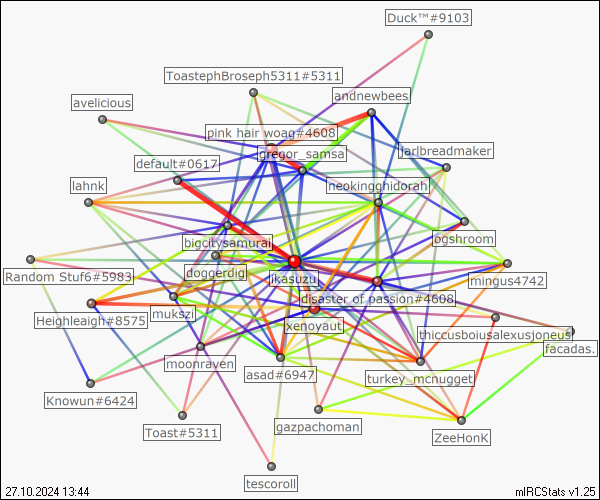 Duck™#9103
ToastephBroseph5311#5311
andnewbees
avelicious
pink hair woag#4608
gregor_samsa
jarlbreadmaker
default#0617
lahnk
neokingghidorah
jogshroom
bigcitysamurai
doggerdig
ikasuzu
Random Stuf6#5983
mingus4742
disaster of passion#4608
mukszi
Heighleaigh#8575
xenoyaut
thiccusboiusalexusjoneus
facadas.
moonraven
asad#6947
turkey_mcnugget
Knowun#6424
gazpachoman
Toast#5311
ZeeHonK
tescoroll
27.10.2024 13:44
mIRCStats v1.25